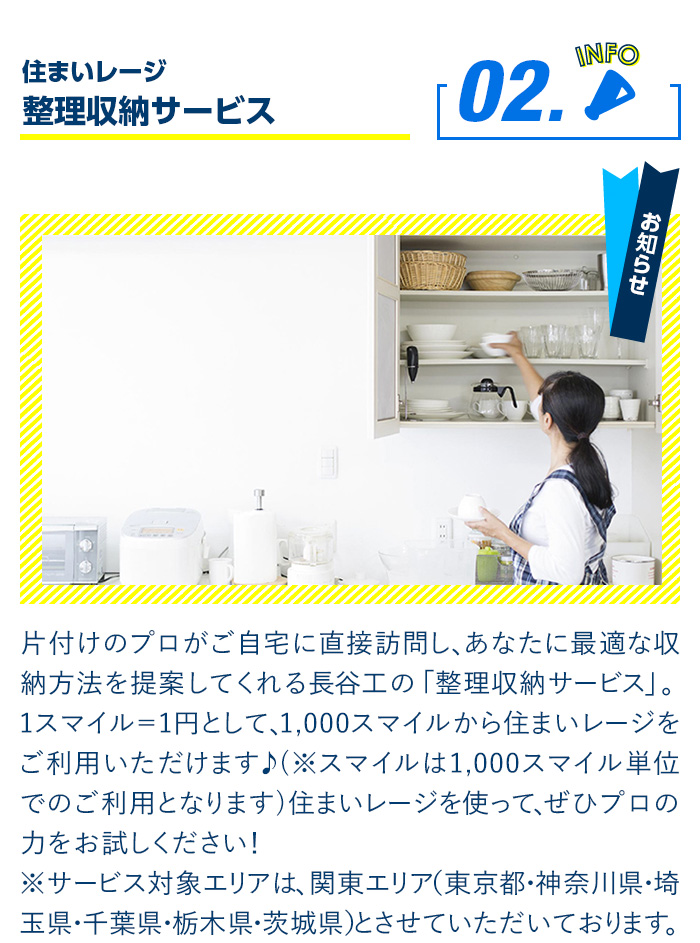 住まいレージ
整理収納サービス
02.
INFO
お知らせ
片付けのプロがご自宅に直接訪問し、あなたに最適な収
納方法を提案してくれる長谷工の「整理収納サービス」。
1スマイル＝1円として、1,000スマイルから住まいレージを
ご利用いただけます♪(※スマイルは1,000スマイル単位
でのご利用となります)住まいレージを使って、ぜひプロの
力をお試しください！
※サービス対象エリアは、関東エリア(東京都・神奈川県・埼
玉県・千葉県・栃木県・茨城県)とさせていただいております。